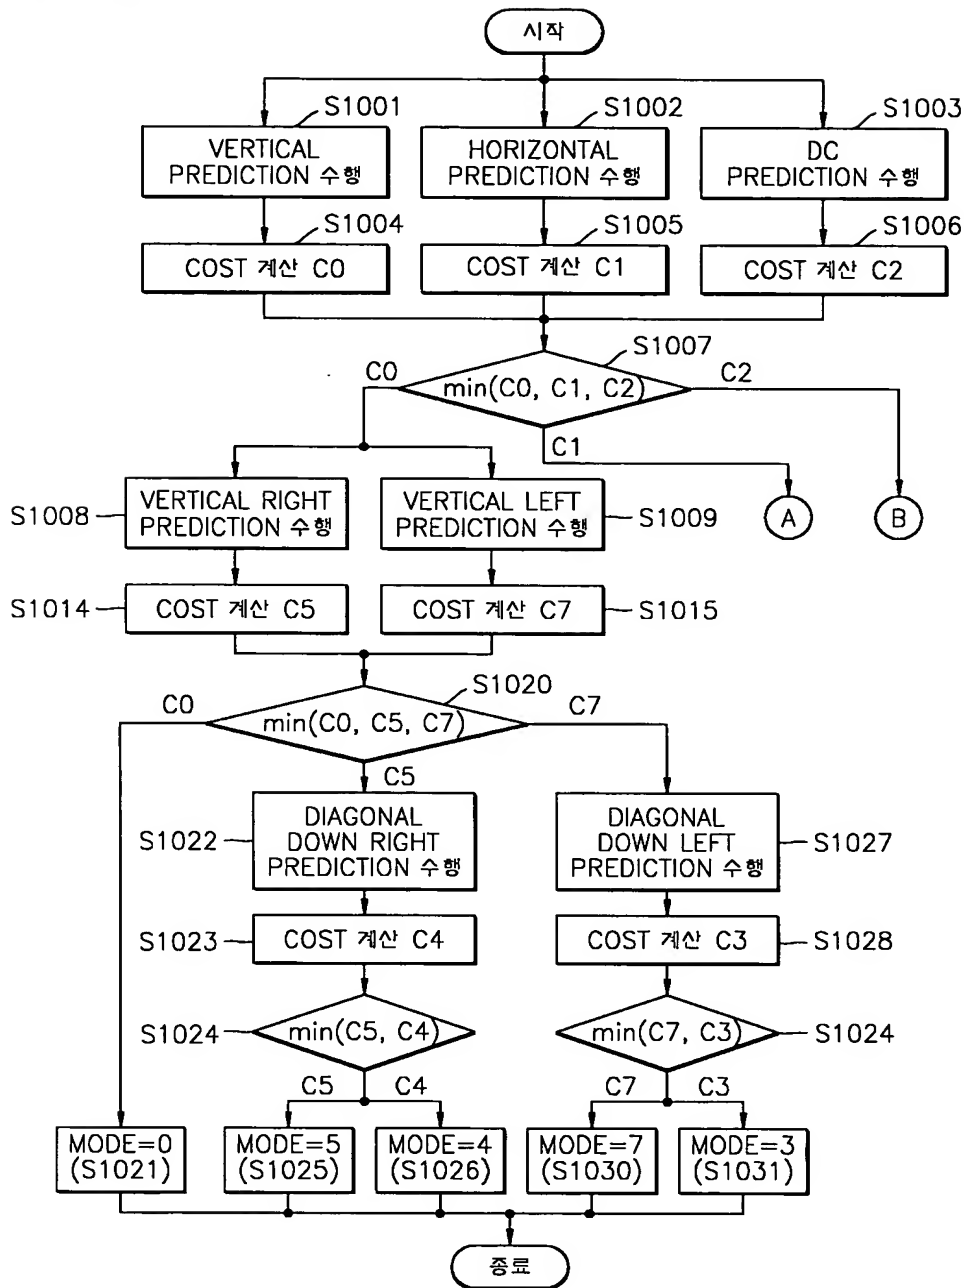 시작
S1001
S1002
S1003
VERTICAL
PREDICTION 수행
HORIZONTAL
PREDICTION 수행
DC
PREDICTION 수행
S1004
S1005
S1006
COST 계산 C0
COST 계산 C1
COST 계산 C2
S1007
C0
min(C0, C1, C2)
C2
C1
S1008
VERTICAL RIGHT
PREDICTION 수행
VERTICAL LEFT
PREDICTION 수행
S1009
A
B
S1014
COST 계산 C5
COST 계산 C7
S1015
S1020
C0
min(C0, C5, C7)
C7
C5
S1022
DIAGONAL
DOWN RIGHT
PREDICTION 수행
DIAGONAL
DOWN LEFT
PREDICTION 수행
S1027
S1023
COST 계산 C4
COST 계산 C3
S1028
S1024
min(C5, C4)
min(C7, C3)
S1024
C5
C4
C7
C3
MODE=0
(S1021)
MODE=5
(S1025)
MODE=4
(S1026)
MODE=7
(S1030)
MODE=3
(S1031)
종료